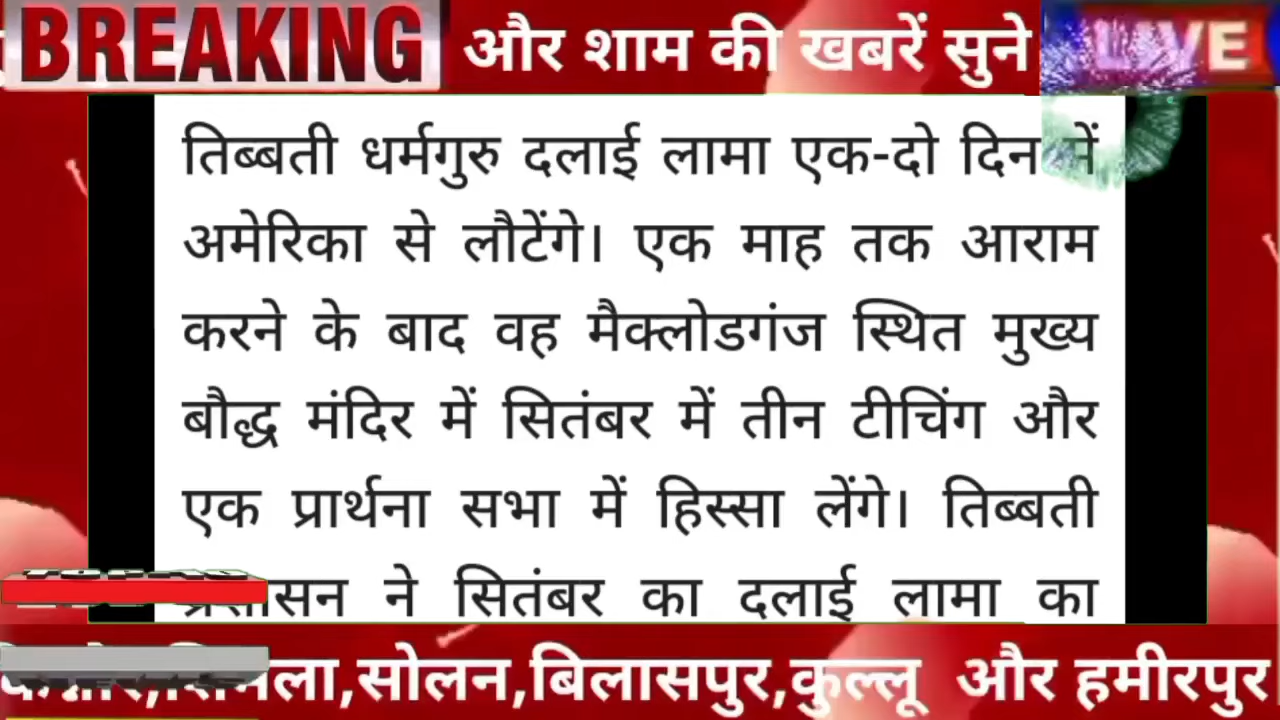 BREAKING और शाम की खबरें सुने LIVE
तिब्बती धर्मगुरु दलाई लामा एक-दो दिन में
अमेरिका से लौटेंगे। एक माह तक आराम
करने के बाद वह मैक्लोडगंज स्थित मुख्य
बौद्ध मंदिर में सितंबर में तीन टीचिंग और
एक प्रार्थना सभा में हिस्सा लेंगे। तिब्बती
ने सितंबर का दलाई लामा का
सोलन,बिलासपुर,कुल्लू और हमीरपुर